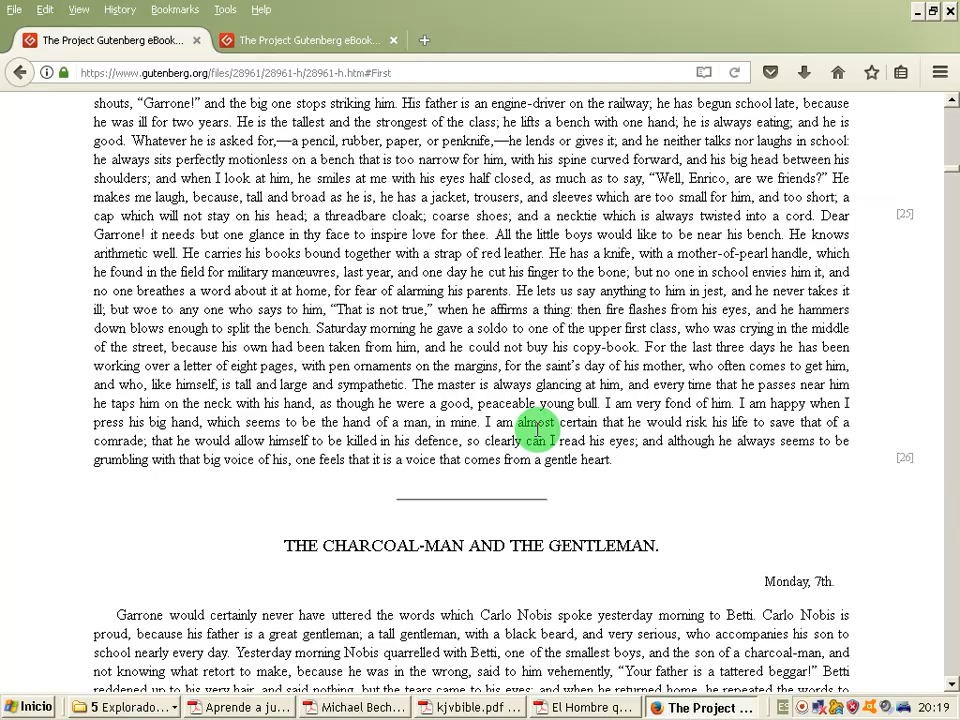 File Edit View History Bookmarks Tools Help
The Project Gutenberg eBook... The Project Gutenberg eBook...
https://www.gutenberg.org/files/28961/28961-h/28961-h.htm#First
shouts, “Garrone!” and the big one stops striking him. His father is an engine-driver on the railway; he has begun school late, because
he was ill for two years. He is the tallest and the strongest of the class; he lifts a bench with one hand; he is always eating; and he is
good. Whatever he is asked for,—a pencil, rubber, paper, or penknife,—he lends or gives it; and he neither talks nor laughs in school:
he always sits perfectly motionless on a bench that is too narrow for him, with his spine curved forward, and his big head between his
shoulders; and when I look at him, he smiles at me with his eyes half closed, as much as to say, “Well, Enrico, are we friends?” He
makes me laugh, because, tall and broad as he is, he has a jacket, trousers, and sleeves which are too small for him, and too short; a
cap which will not stay on his head; a threadbare cloak; coarse shoes; and a necktie which is always twisted into a cord. Dear [25]
Garrone! it needs but one glance in thy face to inspire love for thee. All the little boys would like to be near his bench. He knows
arithmetic well. He carries his books bound together with a strap of red leather. He has a knife, with a mother-of-pearl handle, which
he found in the field for military manœuvres, last year, and one day he cut his finger to the bone; but no one in school envies him it, and
no one breathes a word about it at home, for fear of alarming his parents. He lets us say anything to him in jest, and he never takes it
ill; but woe to any one who says to him, “That is not true,” when he affirms a thing: then fire flashes from his eyes, and he hammers
down blows enough to split the bench. Saturday morning he gave a soldo to one of the upper first class, who was crying in the middle
of the street, because his own had been taken from him, and he could not buy his copy-book. For the last three days he has been
working over a letter of eight pages, with pen ornaments on the margins, for the saint’s day of his mother, who often comes to get him,
and who, like himself, is tall and large and sympathetic. The master is always glancing at him, and every time that he passes near him
he taps him on the neck with his hand, as though he were a good, peaceable young bull. I am very fond of him. I am happy when I
press his big hand, which seems to be the hand of a man, in mine. I am almost certain that he would risk his life to save that of a
comrade; that he would allow himself to be killed in his defence, so clearly can I read his eyes; and although he always seems to be
grumbling with that big voice of his, one feels that it is a voice that comes from a gentle heart. [26]
THE CHARCOAL-MAN AND THE GENTLEMAN.
Monday, 7th.
Garrone would certainly never have uttered the words which Carlo Nobis spoke yesterday morning to Betti. Carlo Nobis is
proud, because his father is a great gentleman; a tall gentleman, with a black beard, and very serious, who accompanies his son to
school nearly every day. Yesterday morning Nobis quarrelled with Betti, one of the smallest boys, and the son of a charcoal-man, and
not knowing what retort to make, because he was in the wrong, said to him vehemently, “Your father is a tattered beggar!” Betti
reddened up to his very hair, and said nothing, but the tears came to his eyes; and when he returned home, he repeated the words to
Inicio 5 Explorado... Aprende a ju... Michael Bech... kjvbible.pdf ... El Hombre q... The Project ... ES 20:19